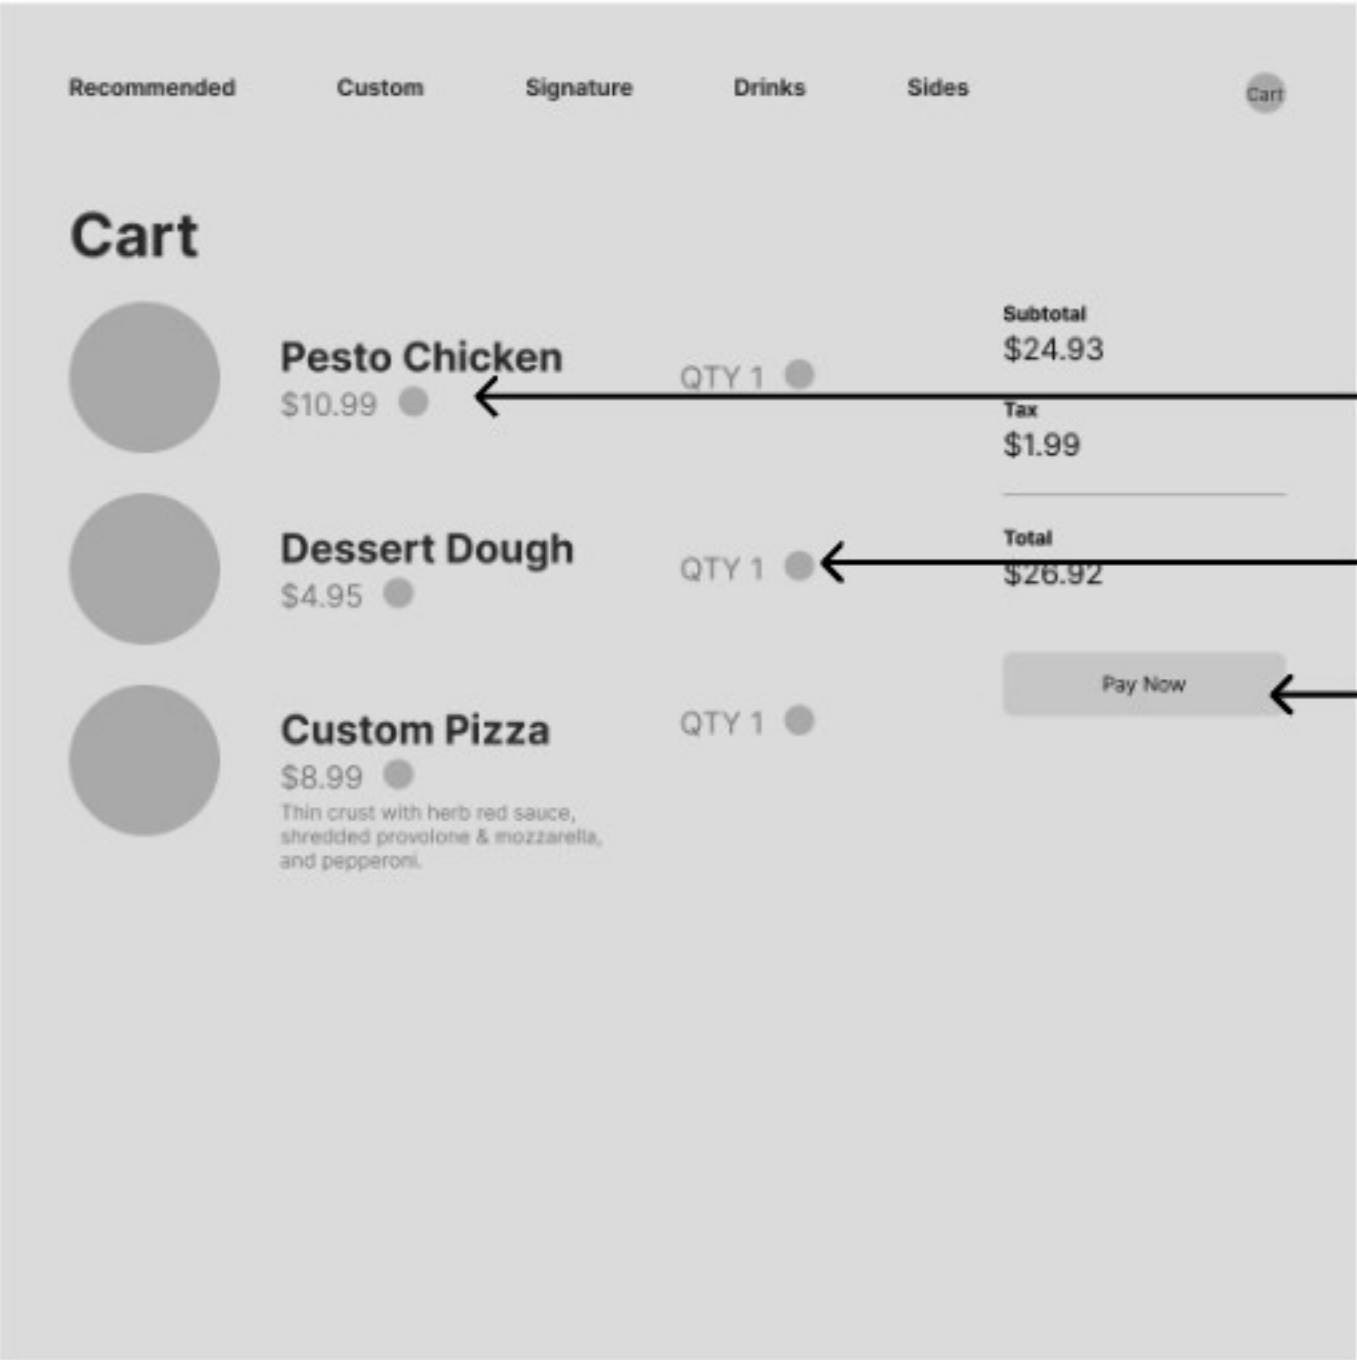 Recommended Custom Signature Drinks Sides Cart
Cart
Pesto Chicken
$10.99
QTY 1
Dessert Dough
$4.95
QTY 1
Custom Pizza
$8.99
QTY 1
Thin crust with herb red sauce,
shredded provolone & mozzarella,
and pepperoni.
Subtotal
$24.93
Tax
$1.99
Total
$26.92
Pay Now